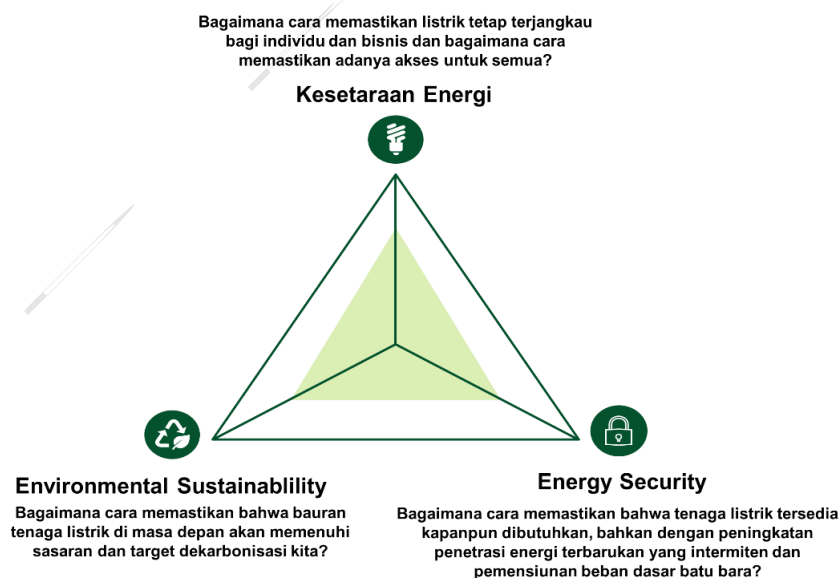 Bagaimana cara memastikan listrik tetap terjangkau
bagi individu dan bisnis dan bagaimana cara
memastikan adanya akses untuk semua?
Kesetaraan Energi
Environmental Sustainablility
Bagaimana cara memastikan bahwa bauran
tenaga listrik di masa depan akan memenuhi
sasaran dan target dekarbonisasi kita?
Energy Security
Bagaimana cara memastikan bahwa tenaga listrik tersedia
kapanpun dibutuhkan, bahkan dengan peningkatan
penetrasi energi terbarukan yang intermiten dan
pemensiunan beban dasar batu bara?